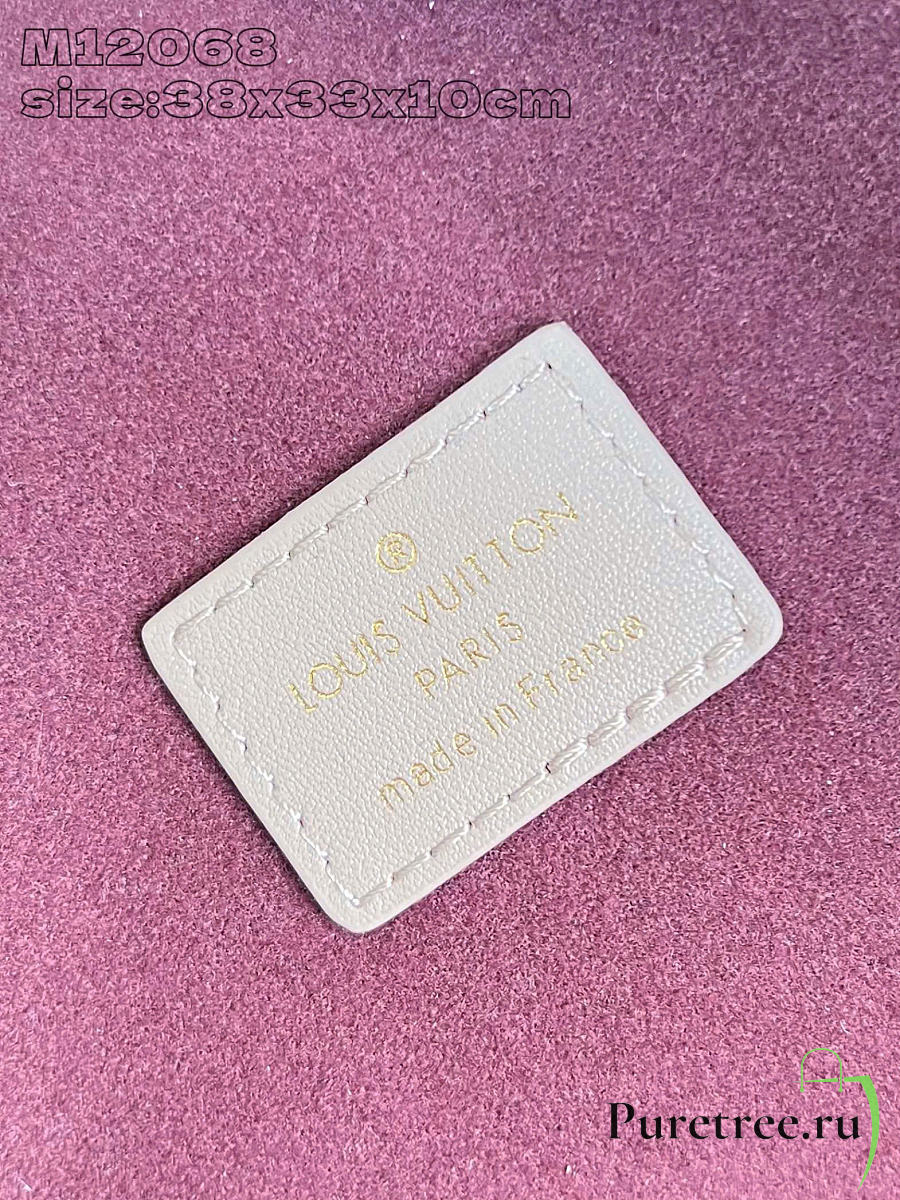 M12068
size:38x33x10cm
®
LOUIS VUITTON
PARIS
made in France
Puretree.ru